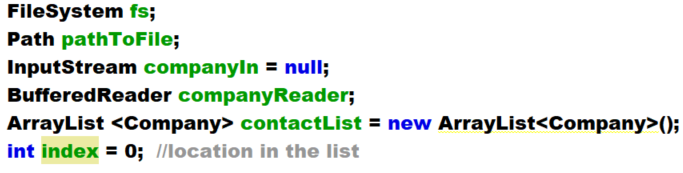 FileSystem fs;
Path pathToFile;
InputStream companyIn = null;
BufferedReader companyReader;
ArrayList <Company> contactList = new ArrayList<Company>();
int index = 0;  //location in the list